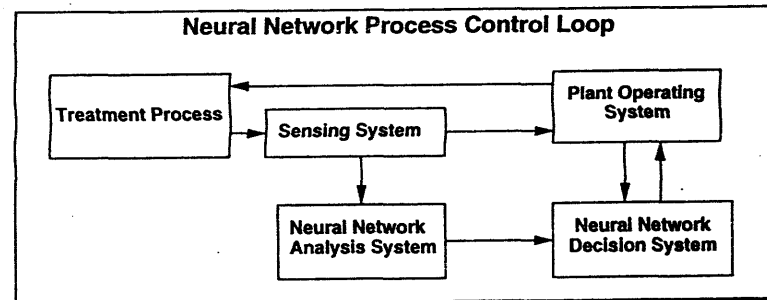 Neural Network Process Control Loop
Treatment Process
Sensing System
Plant Operating
System
Neural Network
Analysis System
Neural Network
Decision System